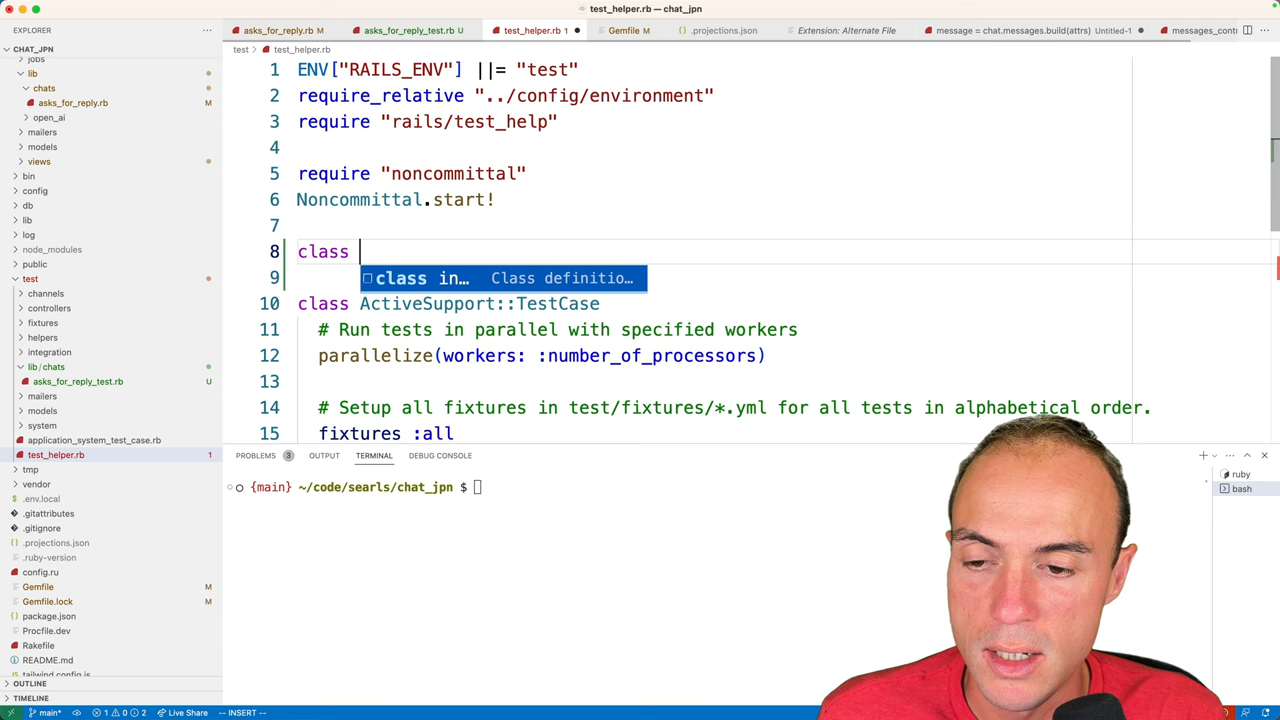 test_helper.rb — chat_jpn
EXPLORER
asks_for_reply.rb M
asks_for_reply_test.rb U
test_helper.rb 1
Gemfile M
.projections.json
Extension: Alternate File
message = chat.messages.build(attrs) Untitled-1
messages_contr
CHAT_JPN
jobs
lib
chats
asks_for_reply.rb M
open_ai
mailers
models
views
bin
config
db
lib
log
node_modules
public
test
channels
controllers
fixtures
helpers
integration
lib / chats
asks_for_reply_test.rb U
mailers
models
system
application_system_test_case.rb
test_helper.rb 1
tmp
vendor
.env.local
.gitattributes
.gitignore
.projections.json
.ruby-version
config.ru
Gemfile M
Gemfile.lock M
package.json
Procfile.dev
Rakefile
README.md
tailwind.config.js
OUTLINE
TIMELINE
test > test_helper.rb
1 ENV["RAILS_ENV"] ||= "test"
2 require_relative "../config/environment"
3 require "rails/test_help"
4
5 require "noncommittal"
6 Noncommittal.start!
7
8 class
9
class in… Class definitio…
10 class ActiveSupport::TestCase
11 # Run tests in parallel with specified workers
12 parallelize(workers: :number_of_processors)
13
14 # Setup all fixtures in test/fixtures/*.yml for all tests in alphabetical order.
15 fixtures :all
PROBLEMS 3 OUTPUT TERMINAL DEBUG CONSOLE
{main} ~/code/searls/chat_jpn $
ruby
bash
main* 1 0 2 Live Share -- INSERT --